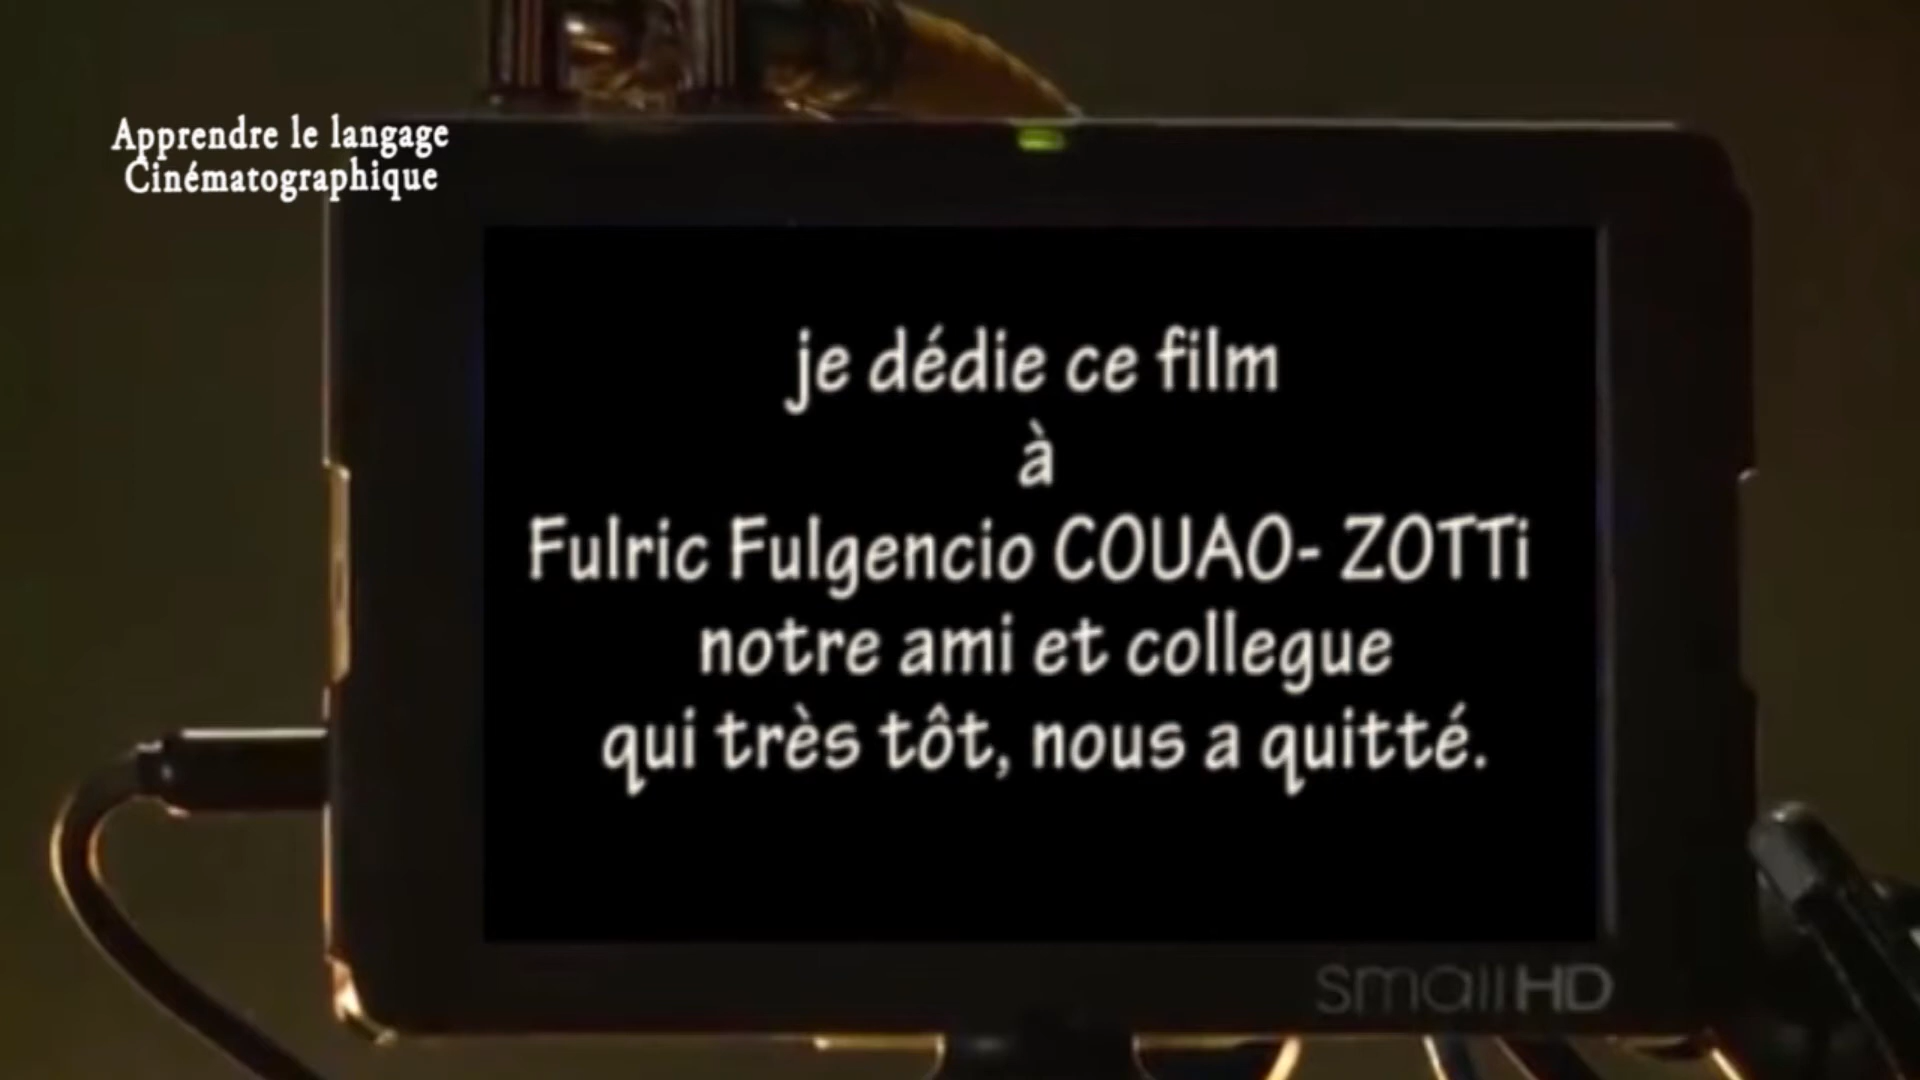 Apprendre le langage
Cinématographique
je dédie ce film
à
Fulric Fulgencio COUAO- ZOTTi
notre ami et collegue
qui très tôt, nous a quitté.
smallHD